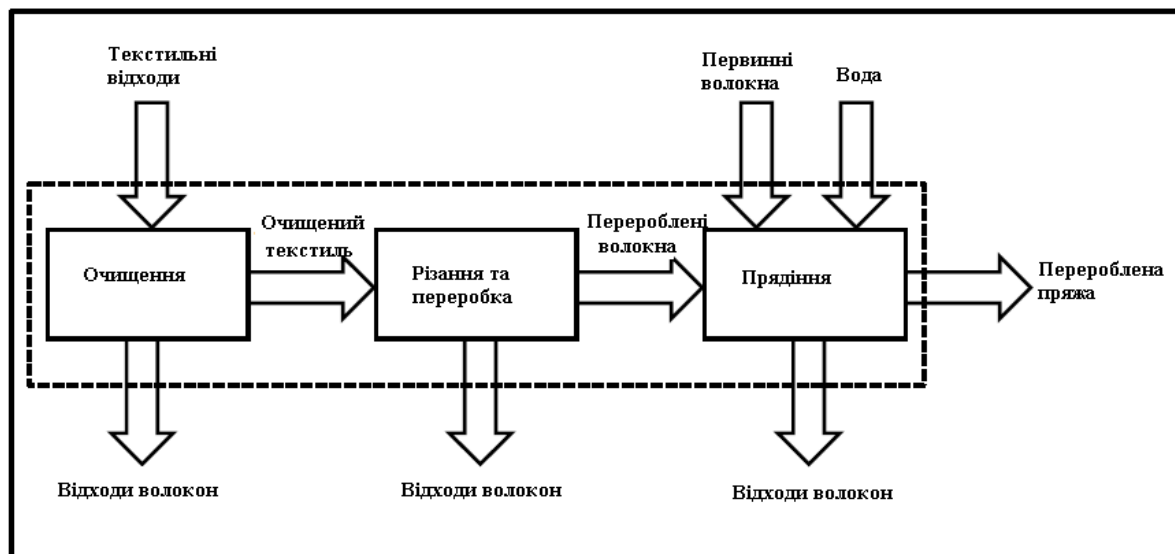 Текстильні
відходи
Первинні
волокна
Вода
Очищений
текстиль
Перероблені
волокна
Очищення
Різання та
переробка
Прядіння
Перероблена
пряжа
Відходи волокон
Відходи волокон
Відходи волокон